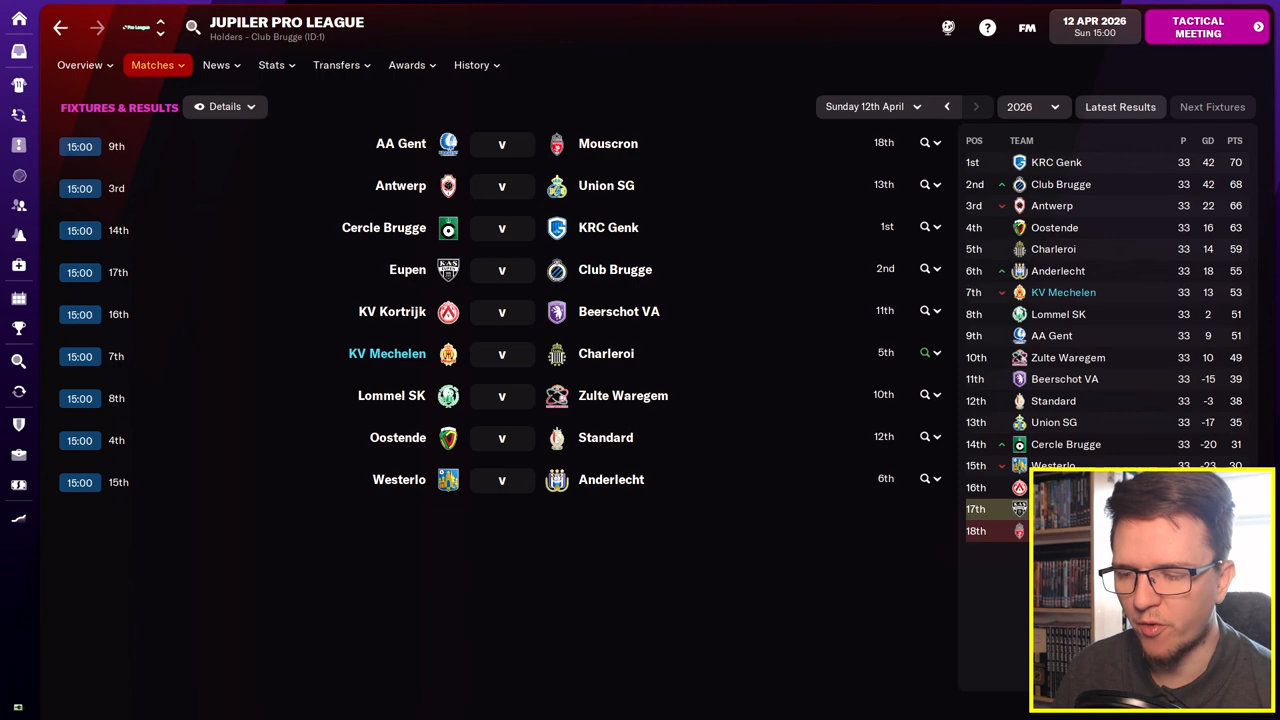 JUPILER PRO LEAGUE
Holders - Club Brugge (ID:1)
FM
12 APR 2026
Sun 15:00
TACTICAL
MEETING
Overview
Matches
News
Stats
Transfers
Awards
History
FIXTURES & RESULTS
Details
Sunday 12th April
2026
Latest Results
Next Fixtures
15:00 9th AA Gent v Mouscron 18th
15:00 3rd Antwerp v Union SG 13th
15:00 14th Cercle Brugge v KRC Genk 1st
15:00 17th Eupen v Club Brugge 2nd
15:00 16th KV Kortrijk v Beerschot VA 11th
15:00 7th KV Mechelen v Charleroi 5th
15:00 8th Lommel SK v Zulte Waregem 10th
15:00 4th Oostende v Standard 12th
15:00 15th Westerlo v Anderlecht 6th
POS TEAM P GD PTS
1st KRC Genk 33 42 70
2nd Club Brugge 33 42 68
3rd Antwerp 33 22 66
4th Oostende 33 16 63
5th Charleroi 33 14 59
6th Anderlecht 33 18 55
7th KV Mechelen 33 13 53
8th Lommel SK 33 2 51
9th AA Gent 33 9 51
10th Zulte Waregem 33 10 49
11th Beerschot VA 33 -15 39
12th Standard 33 -3 38
13th Union SG 33 -17 35
14th Cercle Brugge 33 -20 31
15th Westerlo 33 -23 30
16th
17th
18th